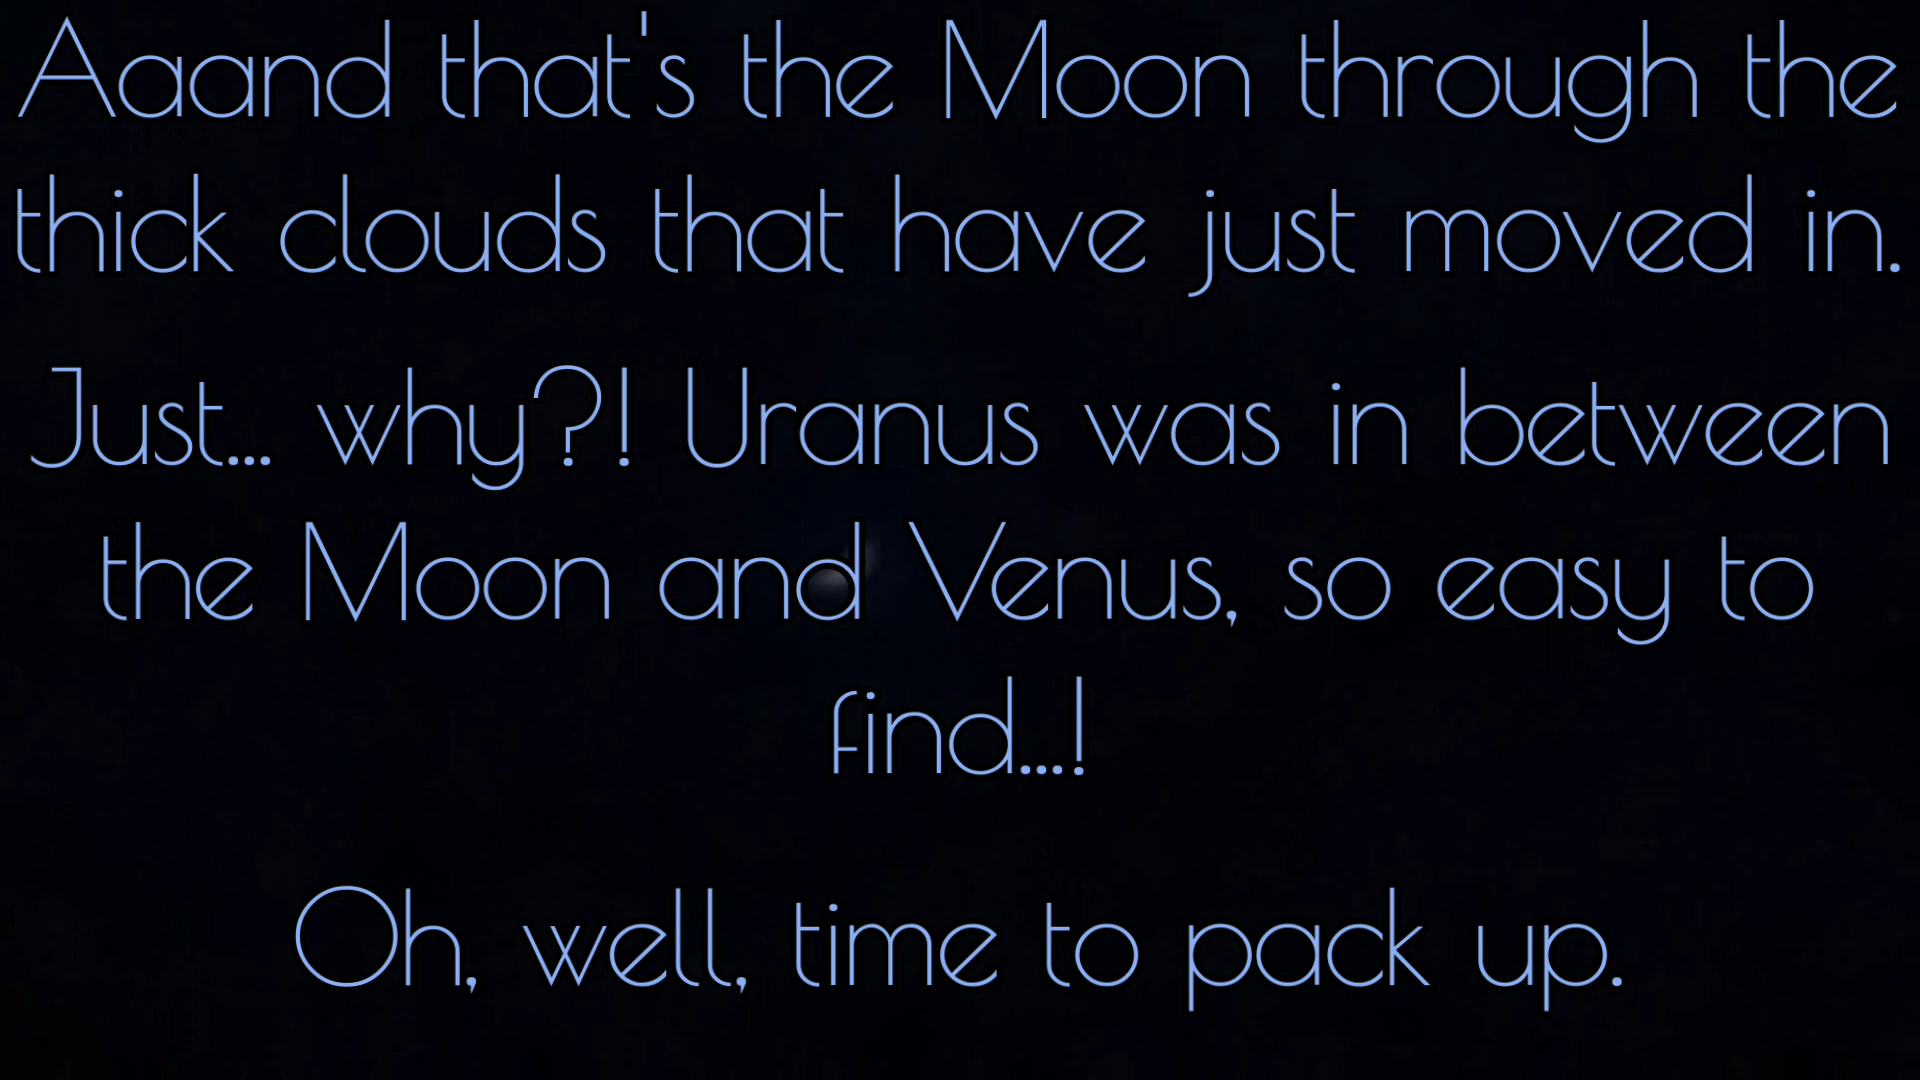 Aaand that's the Moon through the
thick clouds that have just moved in.
Just... why?! Uranus was in between
the Moon and Venus, so easy to
find...!
Oh, well, time to pack up.